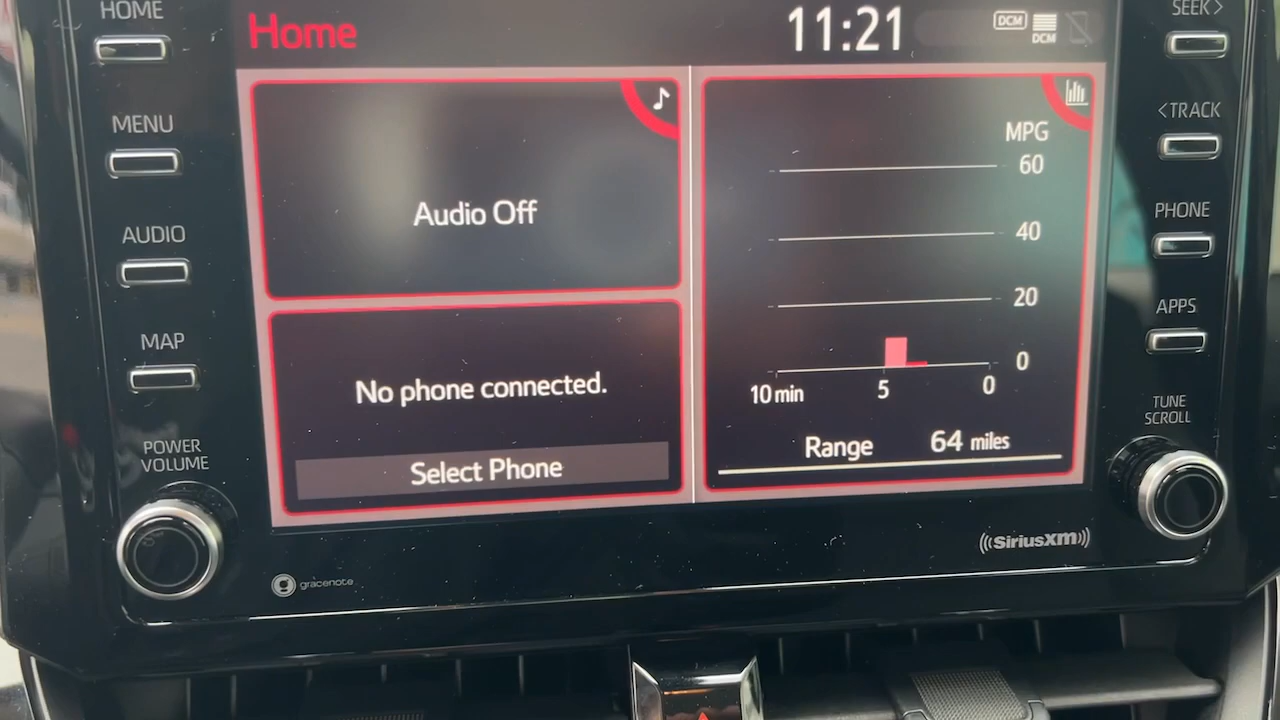 HOME
MENU
AUDIO
MAP
POWER
VOLUME
Home
11:21
DCM
DCM
Audio Off
No phone connected.
Select Phone
MPG
60
40
20
0
10 min
5
0
Range 64 miles
SEEK >
< TRACK
PHONE
APPS
TUNE
SCROLL
gracenote
((SiriusXM))